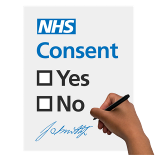 NHS
Consent
Yes
No